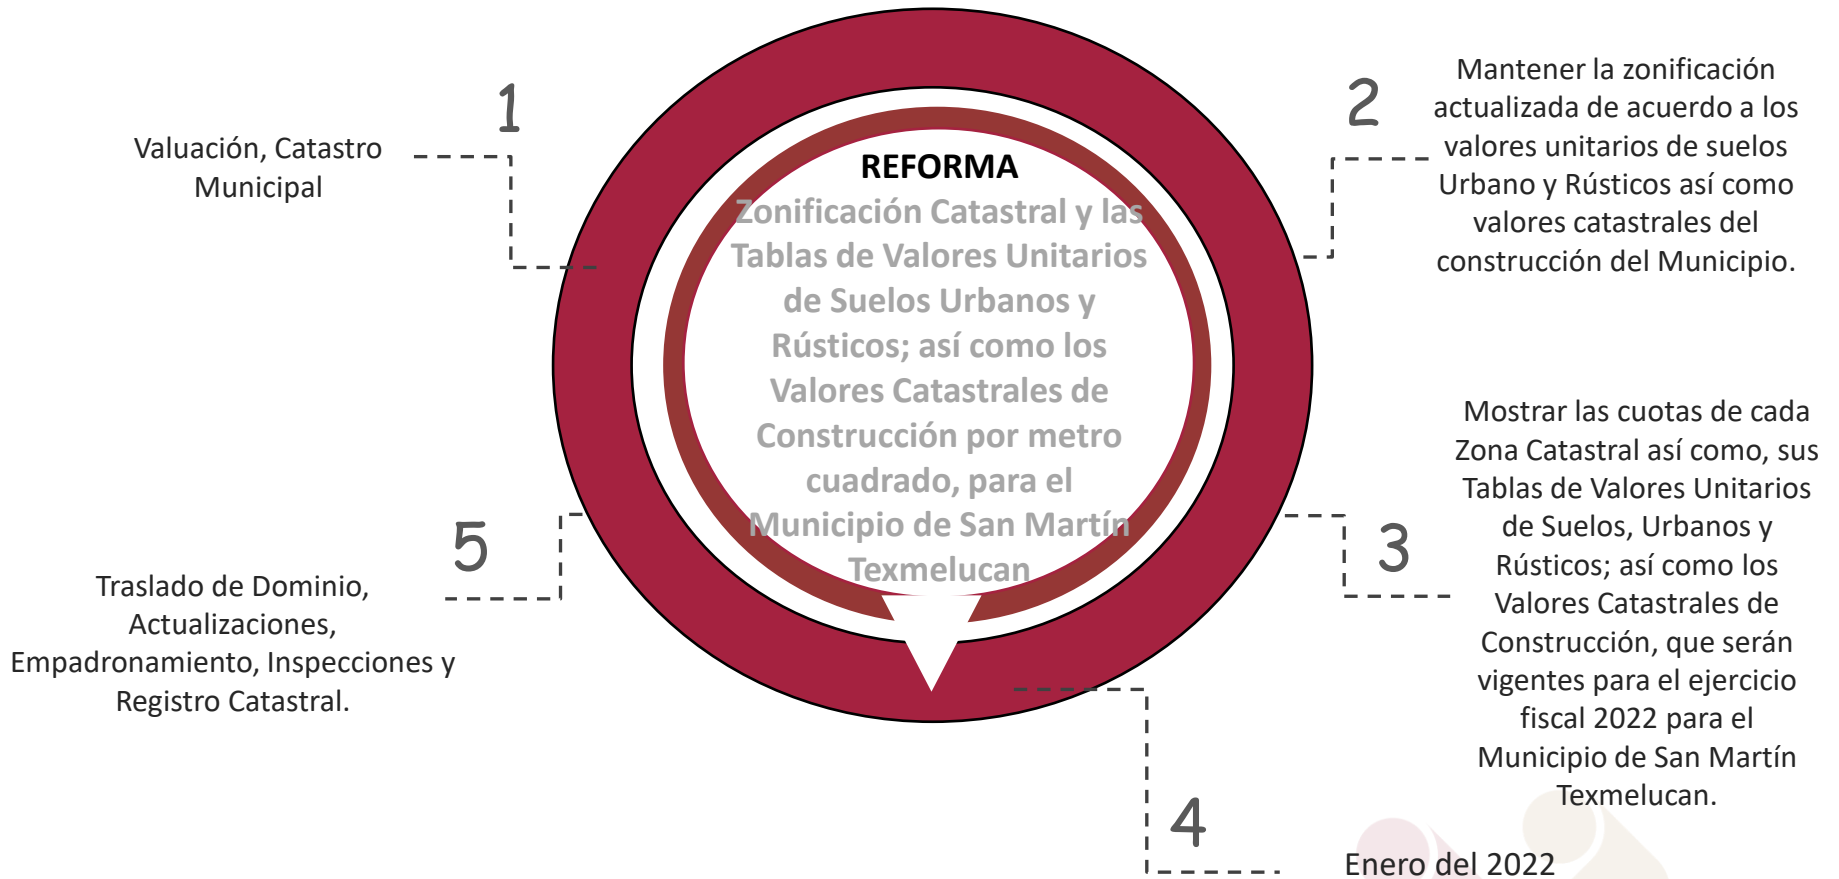 REFORMA
Zonificación Catastral y las
Tablas de Valores Unitarios
de Suelos Urbanos y
Rústicos; así como los
Valores Catastrales de
Construcción por metro
cuadrado, para el
Municipio de San Martín
Texmelucan
1
Valuación, Catastro
Municipal
2
Mantener la zonificación
actualizada de acuerdo a los
valores unitarios de suelos
Urbano y Rústicos así como
valores catastrales del
construcción del Municipio.
3
Mostrar las cuotas de cada
Zona Catastral así como, sus
Tablas de Valores Unitarios
de Suelos, Urbanos y
Rústicos; así como los
Valores Catastrales de
Construcción, que serán
vigentes para el ejercicio
fiscal 2022 para el
Municipio de San Martín
Texmelucan.
4
Enero del 2022
5
Traslado de Dominio,
Actualizaciones,
Empadronamiento, Inspecciones y
Registro Catastral.